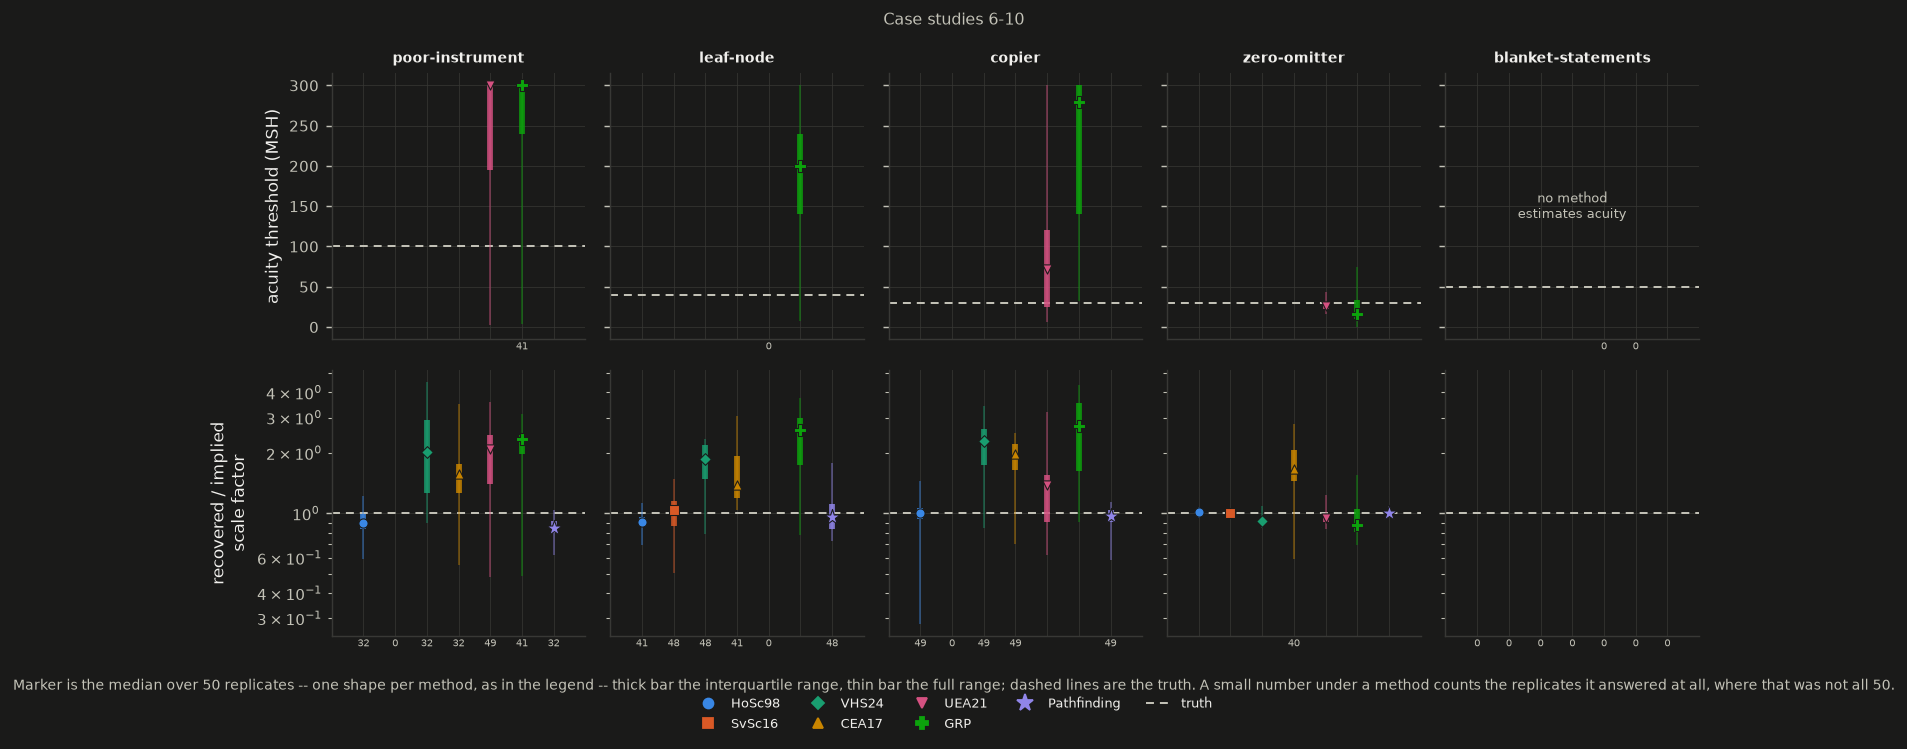 Case studies 6-10
poor-instrument
leaf-node
copier
zero-omitter
blanket-statements
acuity threshold (MSH)
300
250
200
150
100
50
0
no method
estimates acuity
41
0
0 0
recovered / implied
scale factor
4 × 10⁰
3 × 10⁰
2 × 10⁰
10⁰
6 × 10⁻¹
4 × 10⁻¹
3 × 10⁻¹
32 0 32 32 49 41 32
41 48 48 41 0 48
49 0 49 49 49
40
0 0 0 0 0 0 0
Marker is the median over 50 replicates -- one shape per method, as in the legend -- thick bar the interquartile range, thin bar the full range; dashed lines are the truth. A small number under a method counts the replicates it answered at all, where that was not all 50.
HoSc98 VHS24 UEA21 Pathfinding truth
SvSc16 CEA17 GRP